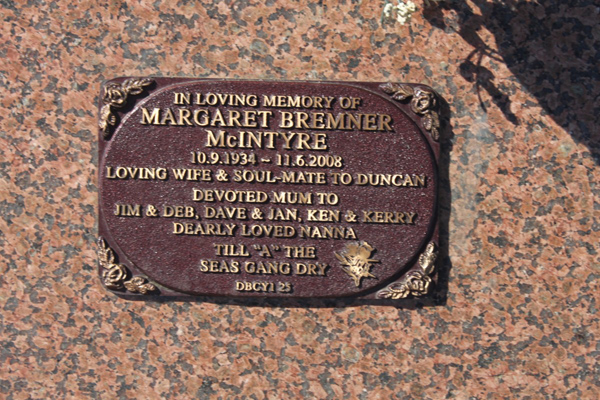 IN LOVING MEMORY OF
MARGARET BREMNER
McINTYRE
10.9.1934 ~ 11.6.2008
LOVING WIFE & SOUL-MATE TO DUNCAN
DEVOTED MUM TO
JIM & DEB, DAVE & JAN, KEN & KERRY
DEARLY LOVED NANNA
TILL "A" THE
SEAS GANG DRY
DBCY1 25